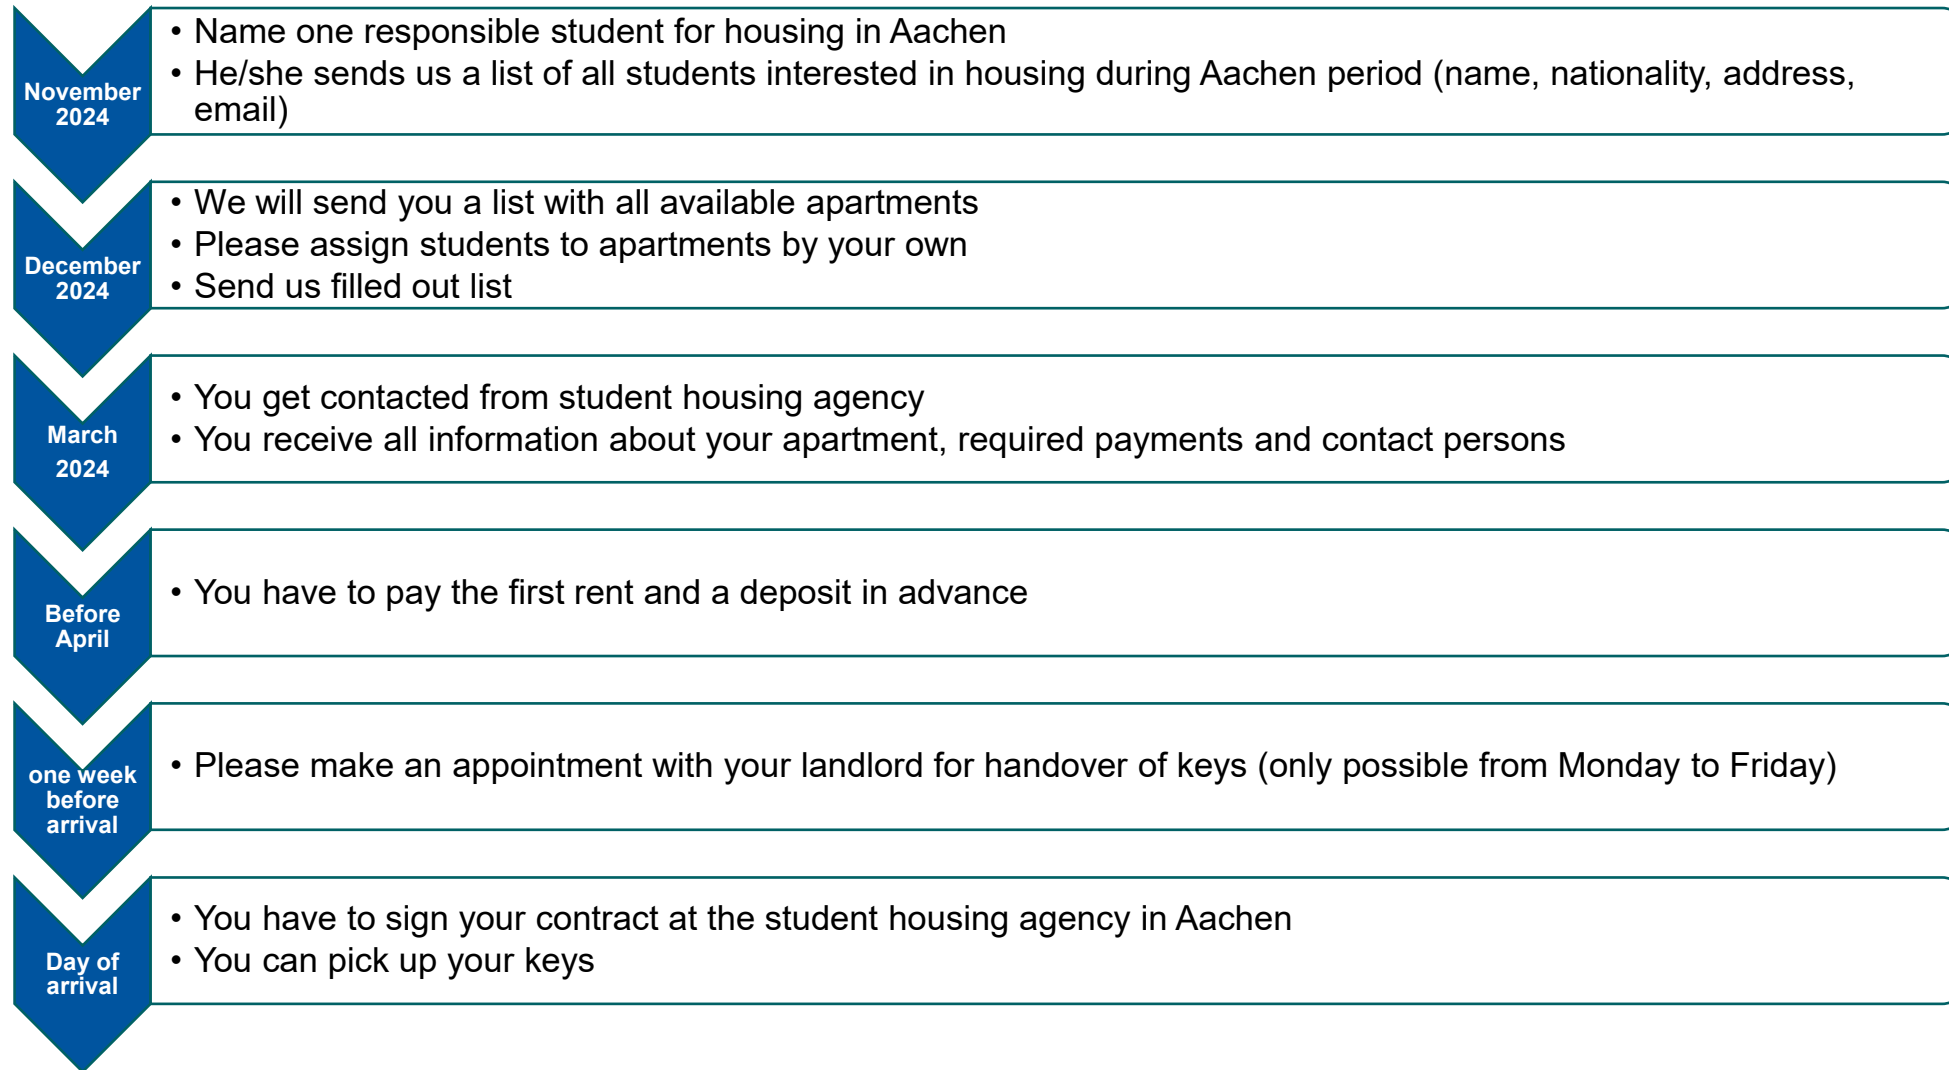 November
2024
• Name one responsible student for housing in Aachen
• He/she sends us a list of all students interested in housing during Aachen period (name, nationality, address,
email)
December
2024
• We will send you a list with all available apartments
• Please assign students to apartments by your own
• Send us filled out list
March
2024
• You get contacted from student housing agency
• You receive all information about your apartment, required payments and contact persons
Before
April
• You have to pay the first rent and a deposit in advance
one week
before
arrival
• Please make an appointment with your landlord for handover of keys (only possible from Monday to Friday)
Day of
arrival
• You have to sign your contract at the student housing agency in Aachen
• You can pick up your keys